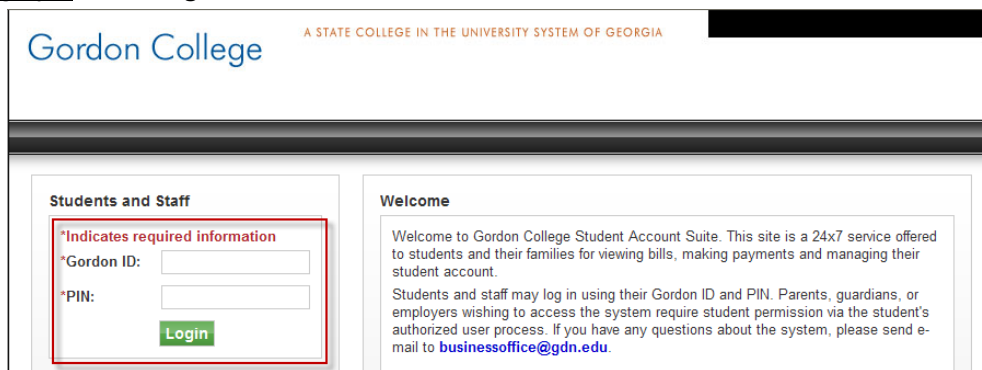 Gordon College
A STATE COLLEGE IN THE UNIVERSITY SYSTEM OF GEORGIA
Students and Staff
*Indicates required information
*Gordon ID:
*PIN:
Login
Welcome
Welcome to Gordon College Student Account Suite. This site is a 24x7 service offered
to students and their families for viewing bills, making payments and managing their
student account.
Students and staff may log in using their Gordon ID and PIN. Parents, guardians, or
employers wishing to access the system require student permission via the student's
authorized user process. If you have any questions about the system, please send e-
mail to businessoffice@gdn.edu.